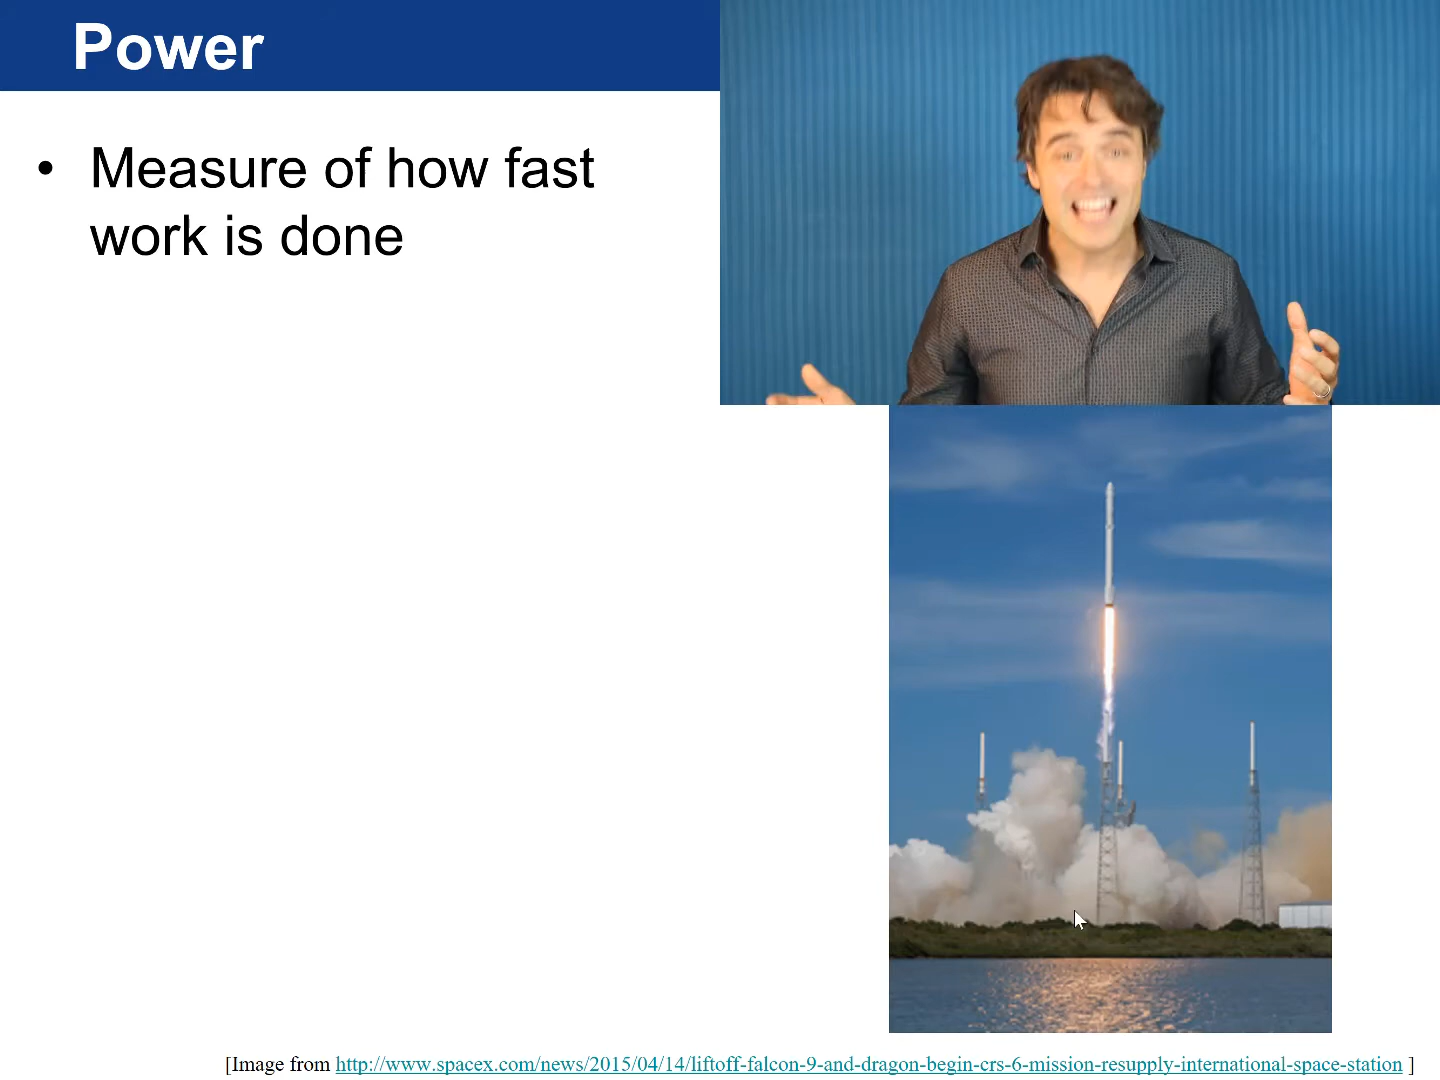 Power
• Measure of how fast
work is done
[Image from http://www.spacex.com/news/2015/04/14/liftoff-falcon-9-and-dragon-begin-crs-6-mission-resupply-international-space-station ]